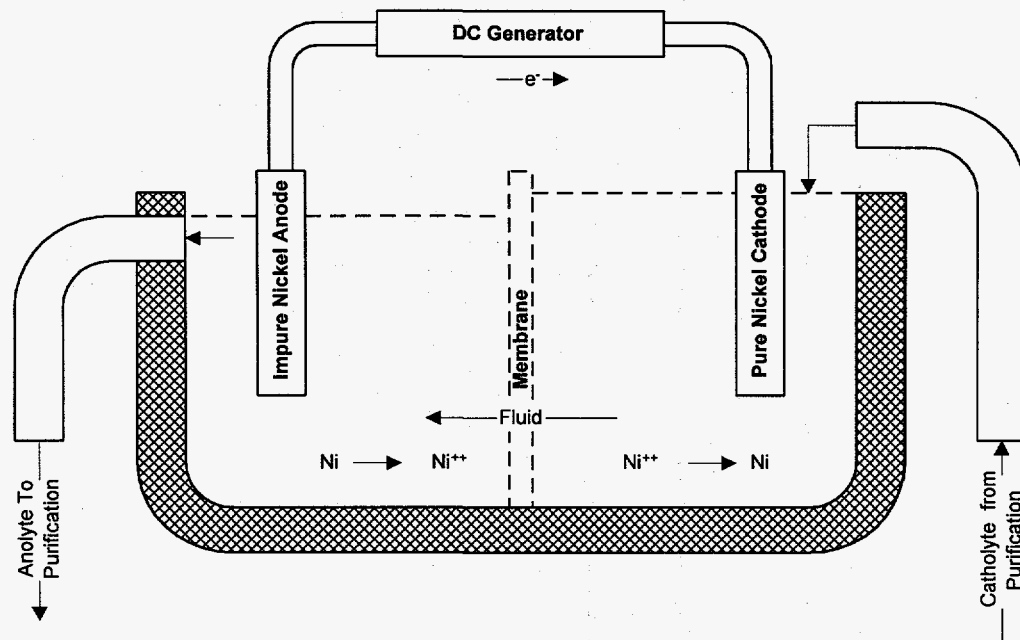 DC Generator
e-
Impure Nickel Anode
Membrane
Pure Nickel Cathode
Fluid
Ni
Ni++
Ni++
Ni
Anolyte To
Purification
Catholyte from
Purification